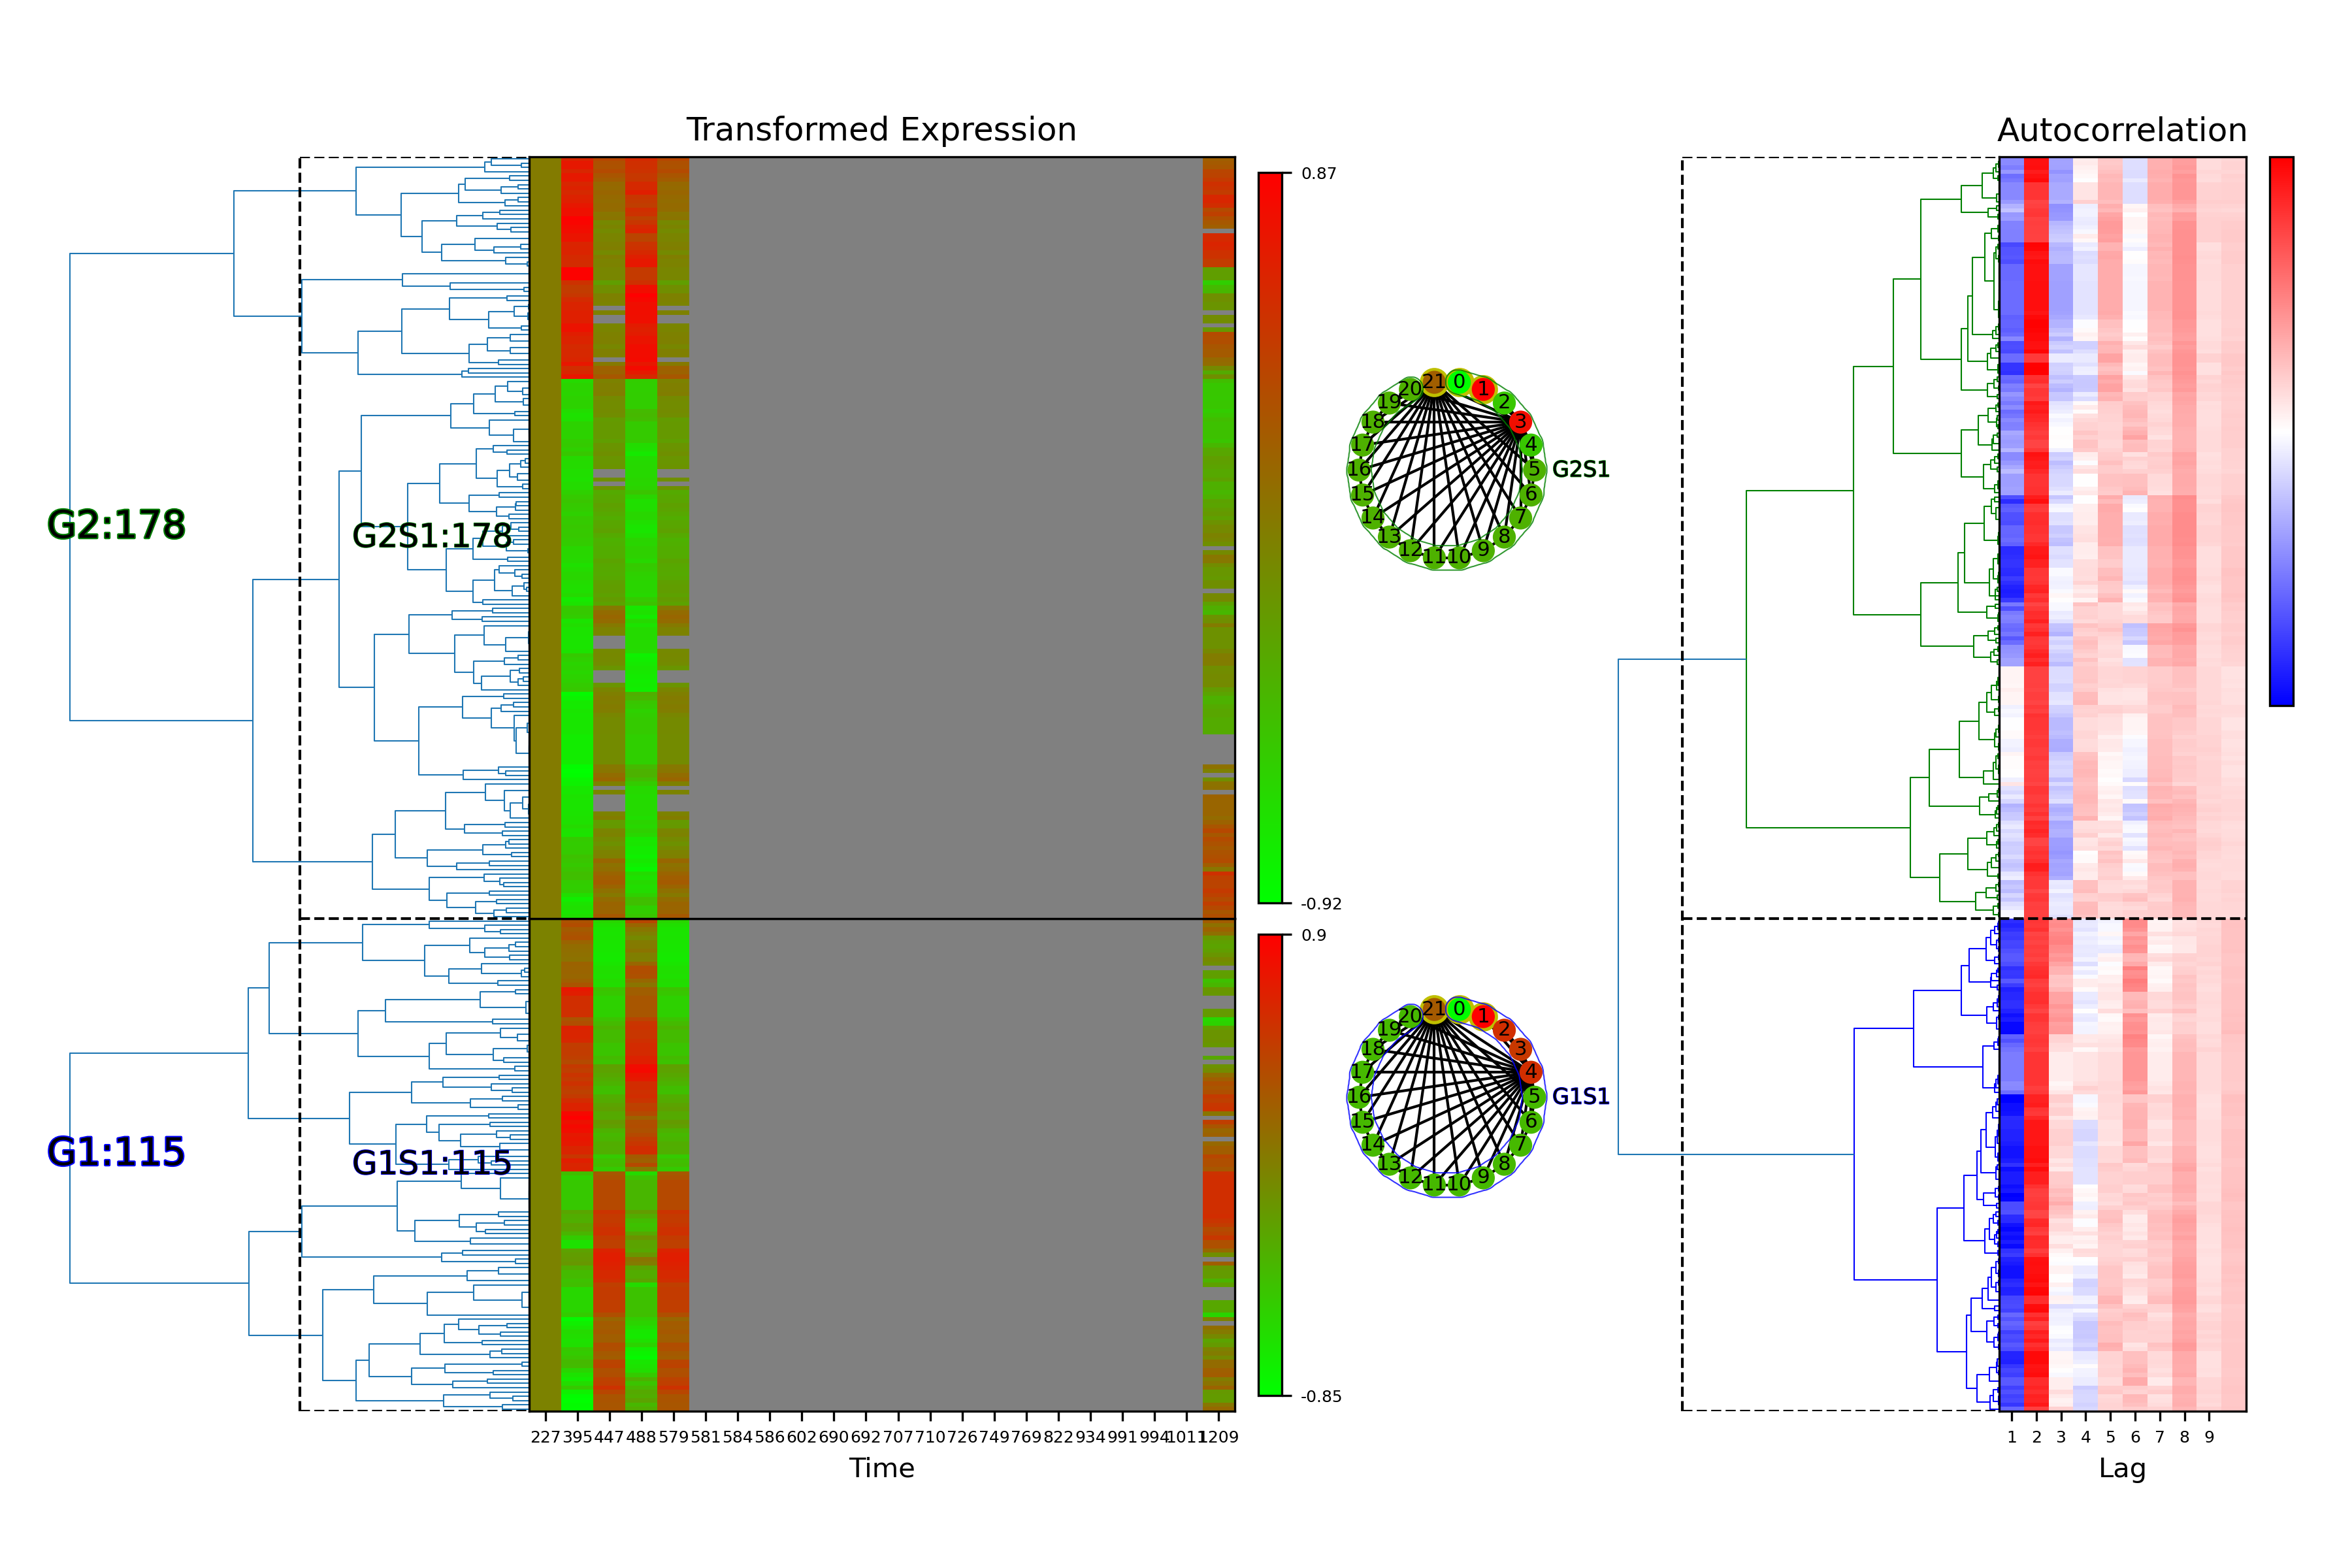 Transformed Expression
Autocorrelation
0.87
-0.92
0.9
-0.85
G2:178
G2S1:178
G1:115
G1S1:115
21 0 1 2 3 4 5 6 7 8 9 10 11 12 13 14 15 16 17 18 19 20
G2S1
21 0 1 2 3 4 5 6 7 8 9 10 11 12 13 14 15 16 17 18 19 20
G1S1
227 395 447 488 579 581 584 586 602 690 692 707 710 726 749 769 822 934 991 994 1011 1209
Time
1 2 3 4 5 6 7 8 9
Lag